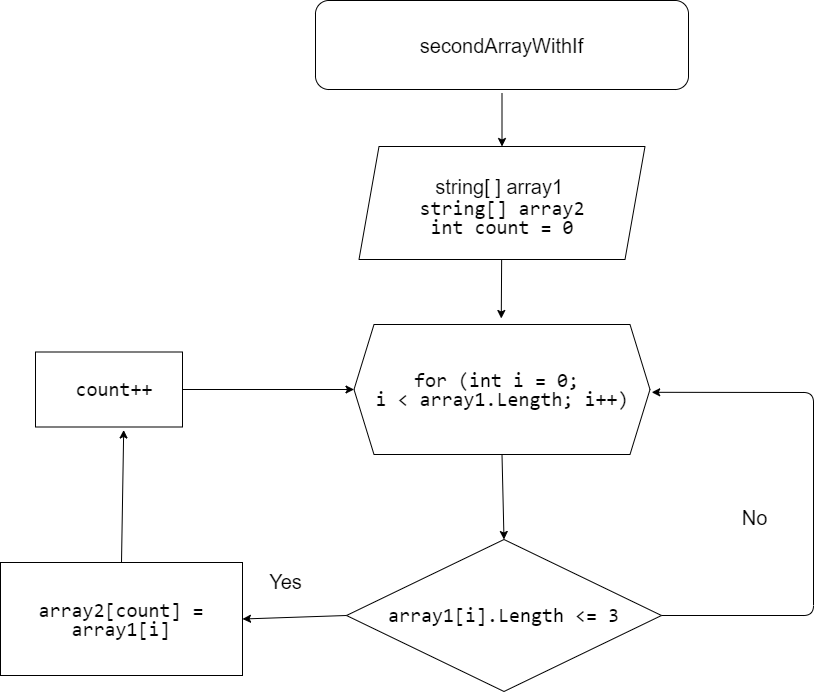 secondArrayWithIf
string[ ] array1
string[] array2
int count = 0
for (int i = 0;
i < array1.Length; i++)
count++
No
Yes
array2[count] =
array1[i]
array1[i].Length <= 3